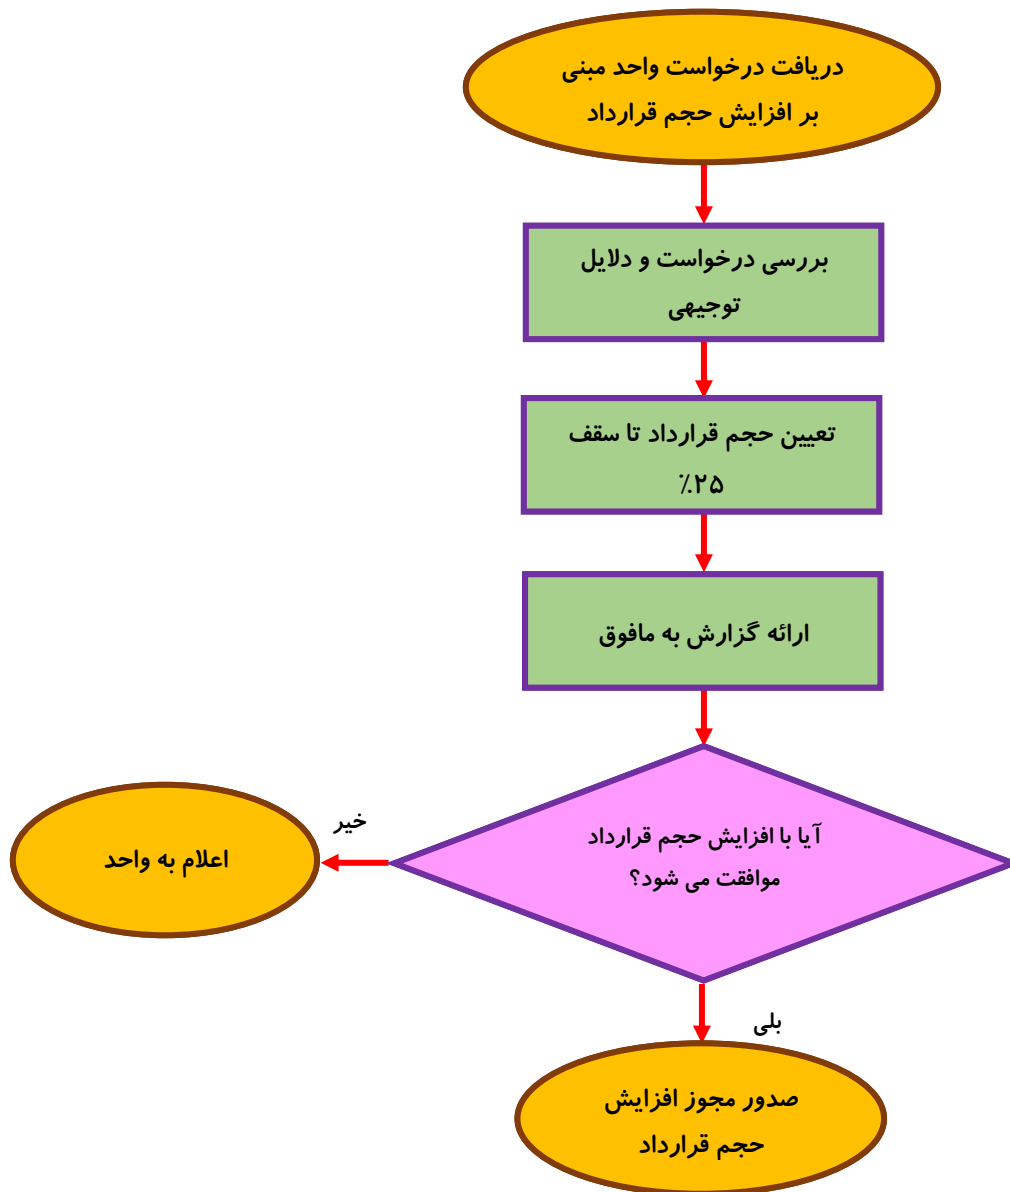 دریافت درخواست واحد مبنی
بر افزایش حجم قرارداد
بررسی درخواست و دلایل
توجیهی
تعیین حجم قرارداد تا سقف
۲۵٪
ارائه گزارش به مافوق
آیا با افزایش حجم قرارداد
موافقت می شود؟
خیر
اعلام به واحد
بلی
صدور مجوز افزایش
حجم قرارداد